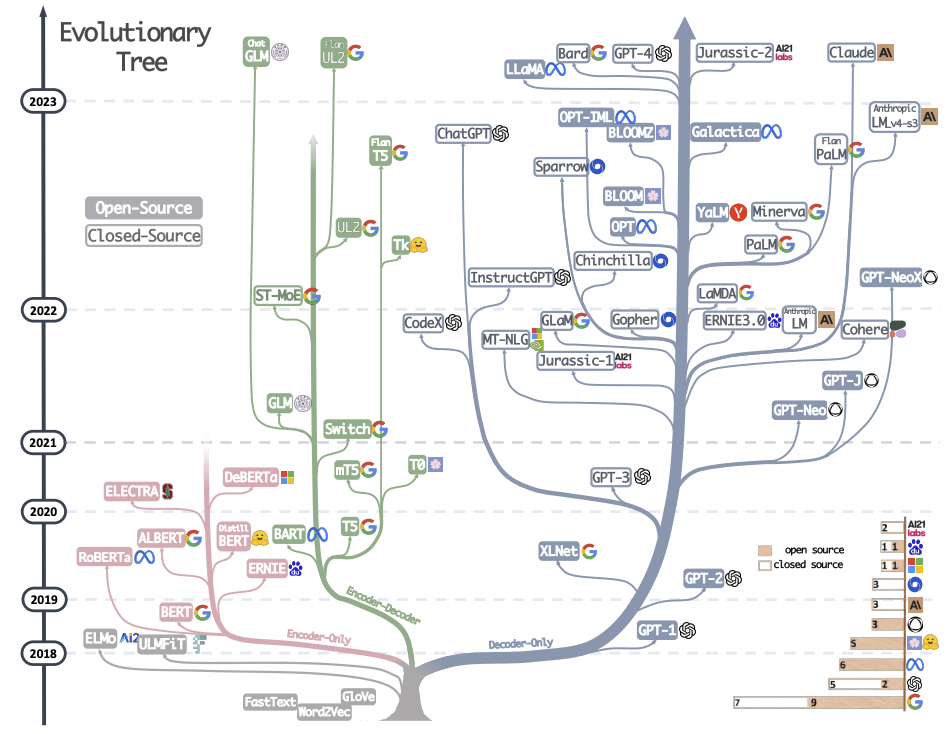 Evolutionary
Tree
Open-Source
Closed-Source
2023
2022
2021
2020
2019
2018
Chat
GLM
Flan
UL2
Flan
T5
UL2
Tk
ST-MoE
GLM
Switch
mT5
T0
BART
T5
Encoder-Decoder
DeBERTa
ELECTRA
ALBERT
Distill
BERT
RoBERTa
ERNIE
BERT
Encoder-Only
ELMo
Ai2
ULMFiT
FastText
Word2Vec
GloVe
Bard
GPT-4
Jurassic-2
AI21
labs
Claude
A\
LLaMA
OPT-IML
BLOOMZ
Galactica
Anthropic
LM_v4-s3
A\
ChatGPT
Sparrow
Flan
PaLM
BLOOM
OPT
YaLM
Minerva
PaLM
Chinchilla
InstructGPT
GPT-NeoX
LaMDA
CodeX
GLaM
Gopher
ERNIE3.0
du
Anthropic
LM
A\
Cohere
MT-NLG
Jurassic-1
AI21
labs
GPT-J
GPT-Neo
GPT-3
XLNet
GPT-2
GPT-1
Decoder-Only
open source
closed source
2
AI21
labs
1 1
du
1 1
3
3
A\
3
5
6
5 2
7 9